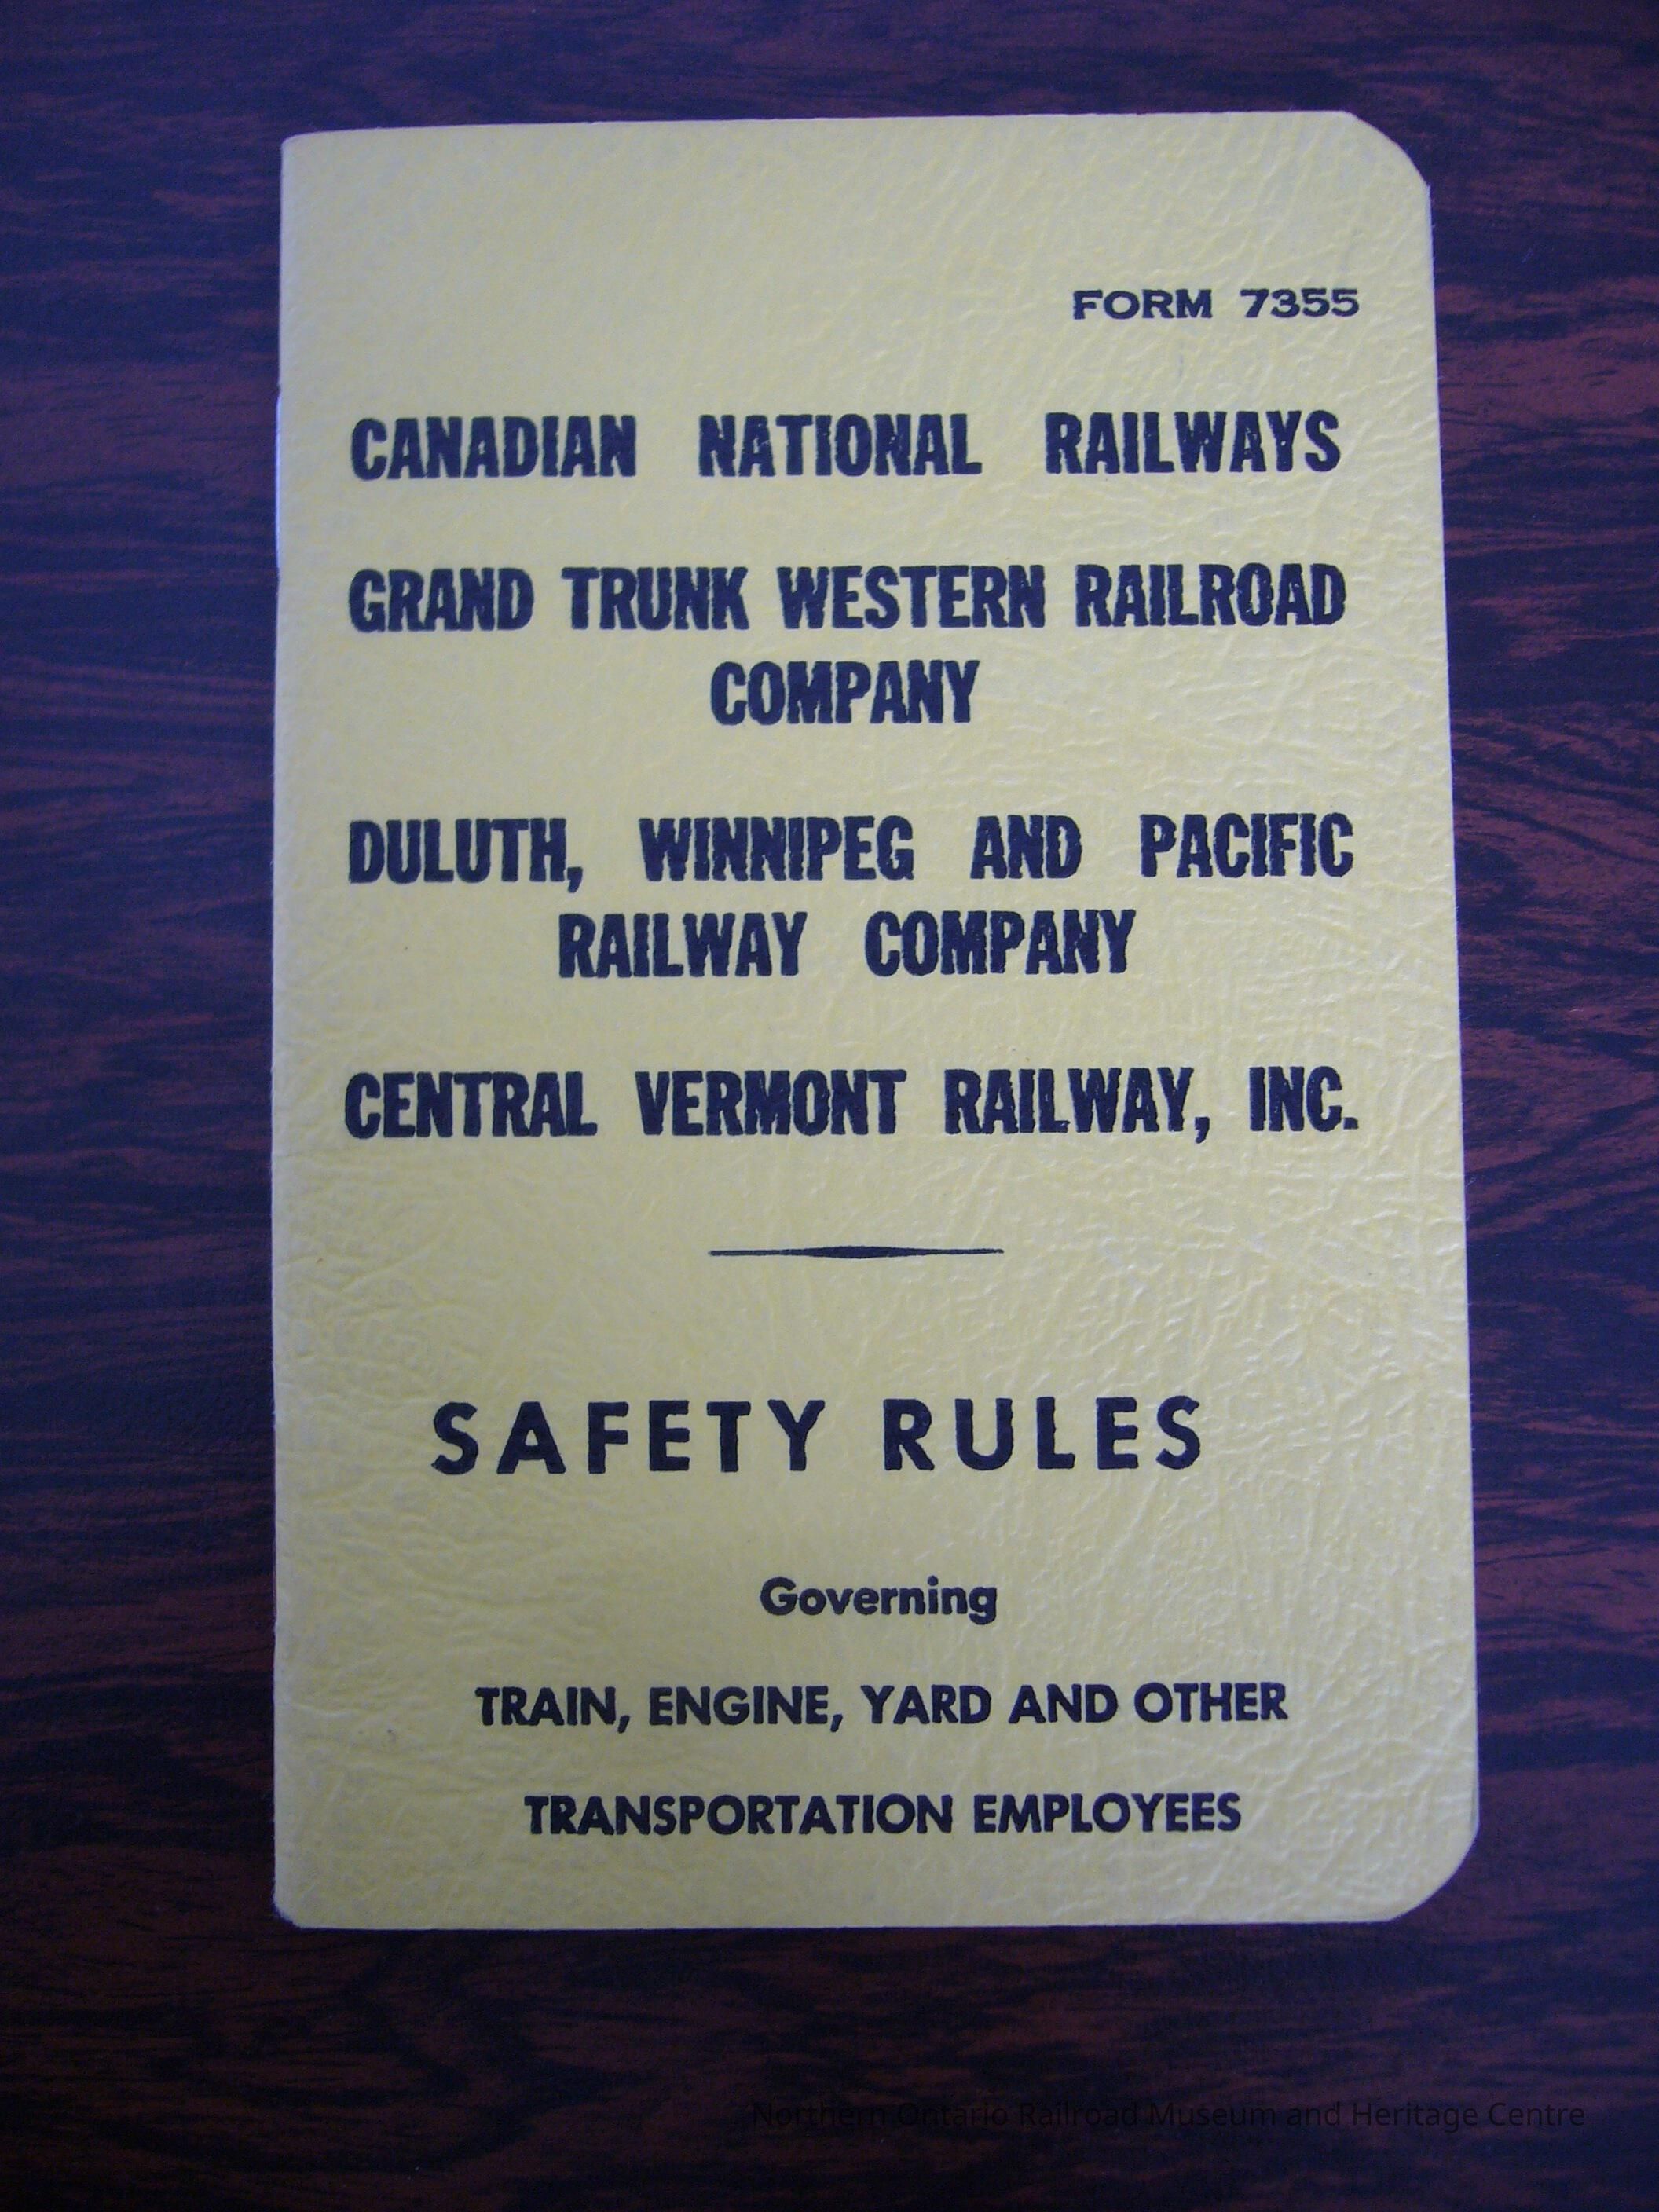 FORM 7355
CANADIAN NATIONAL RAILWAYS
GRAND TRUNK WESTERN RAILROAD
COMPANY
DULUTH, WINNIPEG AND PACIFIC
RAILWAY COMPANY
CENTRAL VERMONT RAILWAY, INC.
SAFETY RULES
Governing
TRAIN, ENGINE, YARD AND OTHER
TRANSPORTATION EMPLOYEES
Northern Ontario Railroad Museum and Heritage Centre